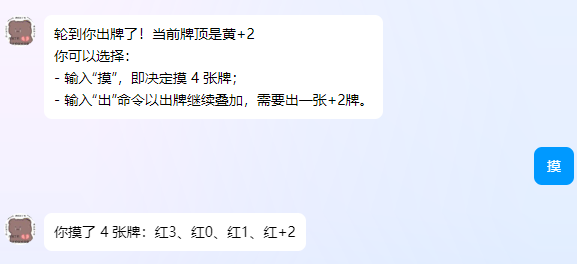 轮到你出牌了！当前牌顶是黄+2
你可以选择：
- 输入“摸”，即决定摸 4 张牌；
- 输入“出”命令以出牌继续叠加，需要出一张+2牌。
摸
你摸了 4 张牌：红3、红0、红1、红+2